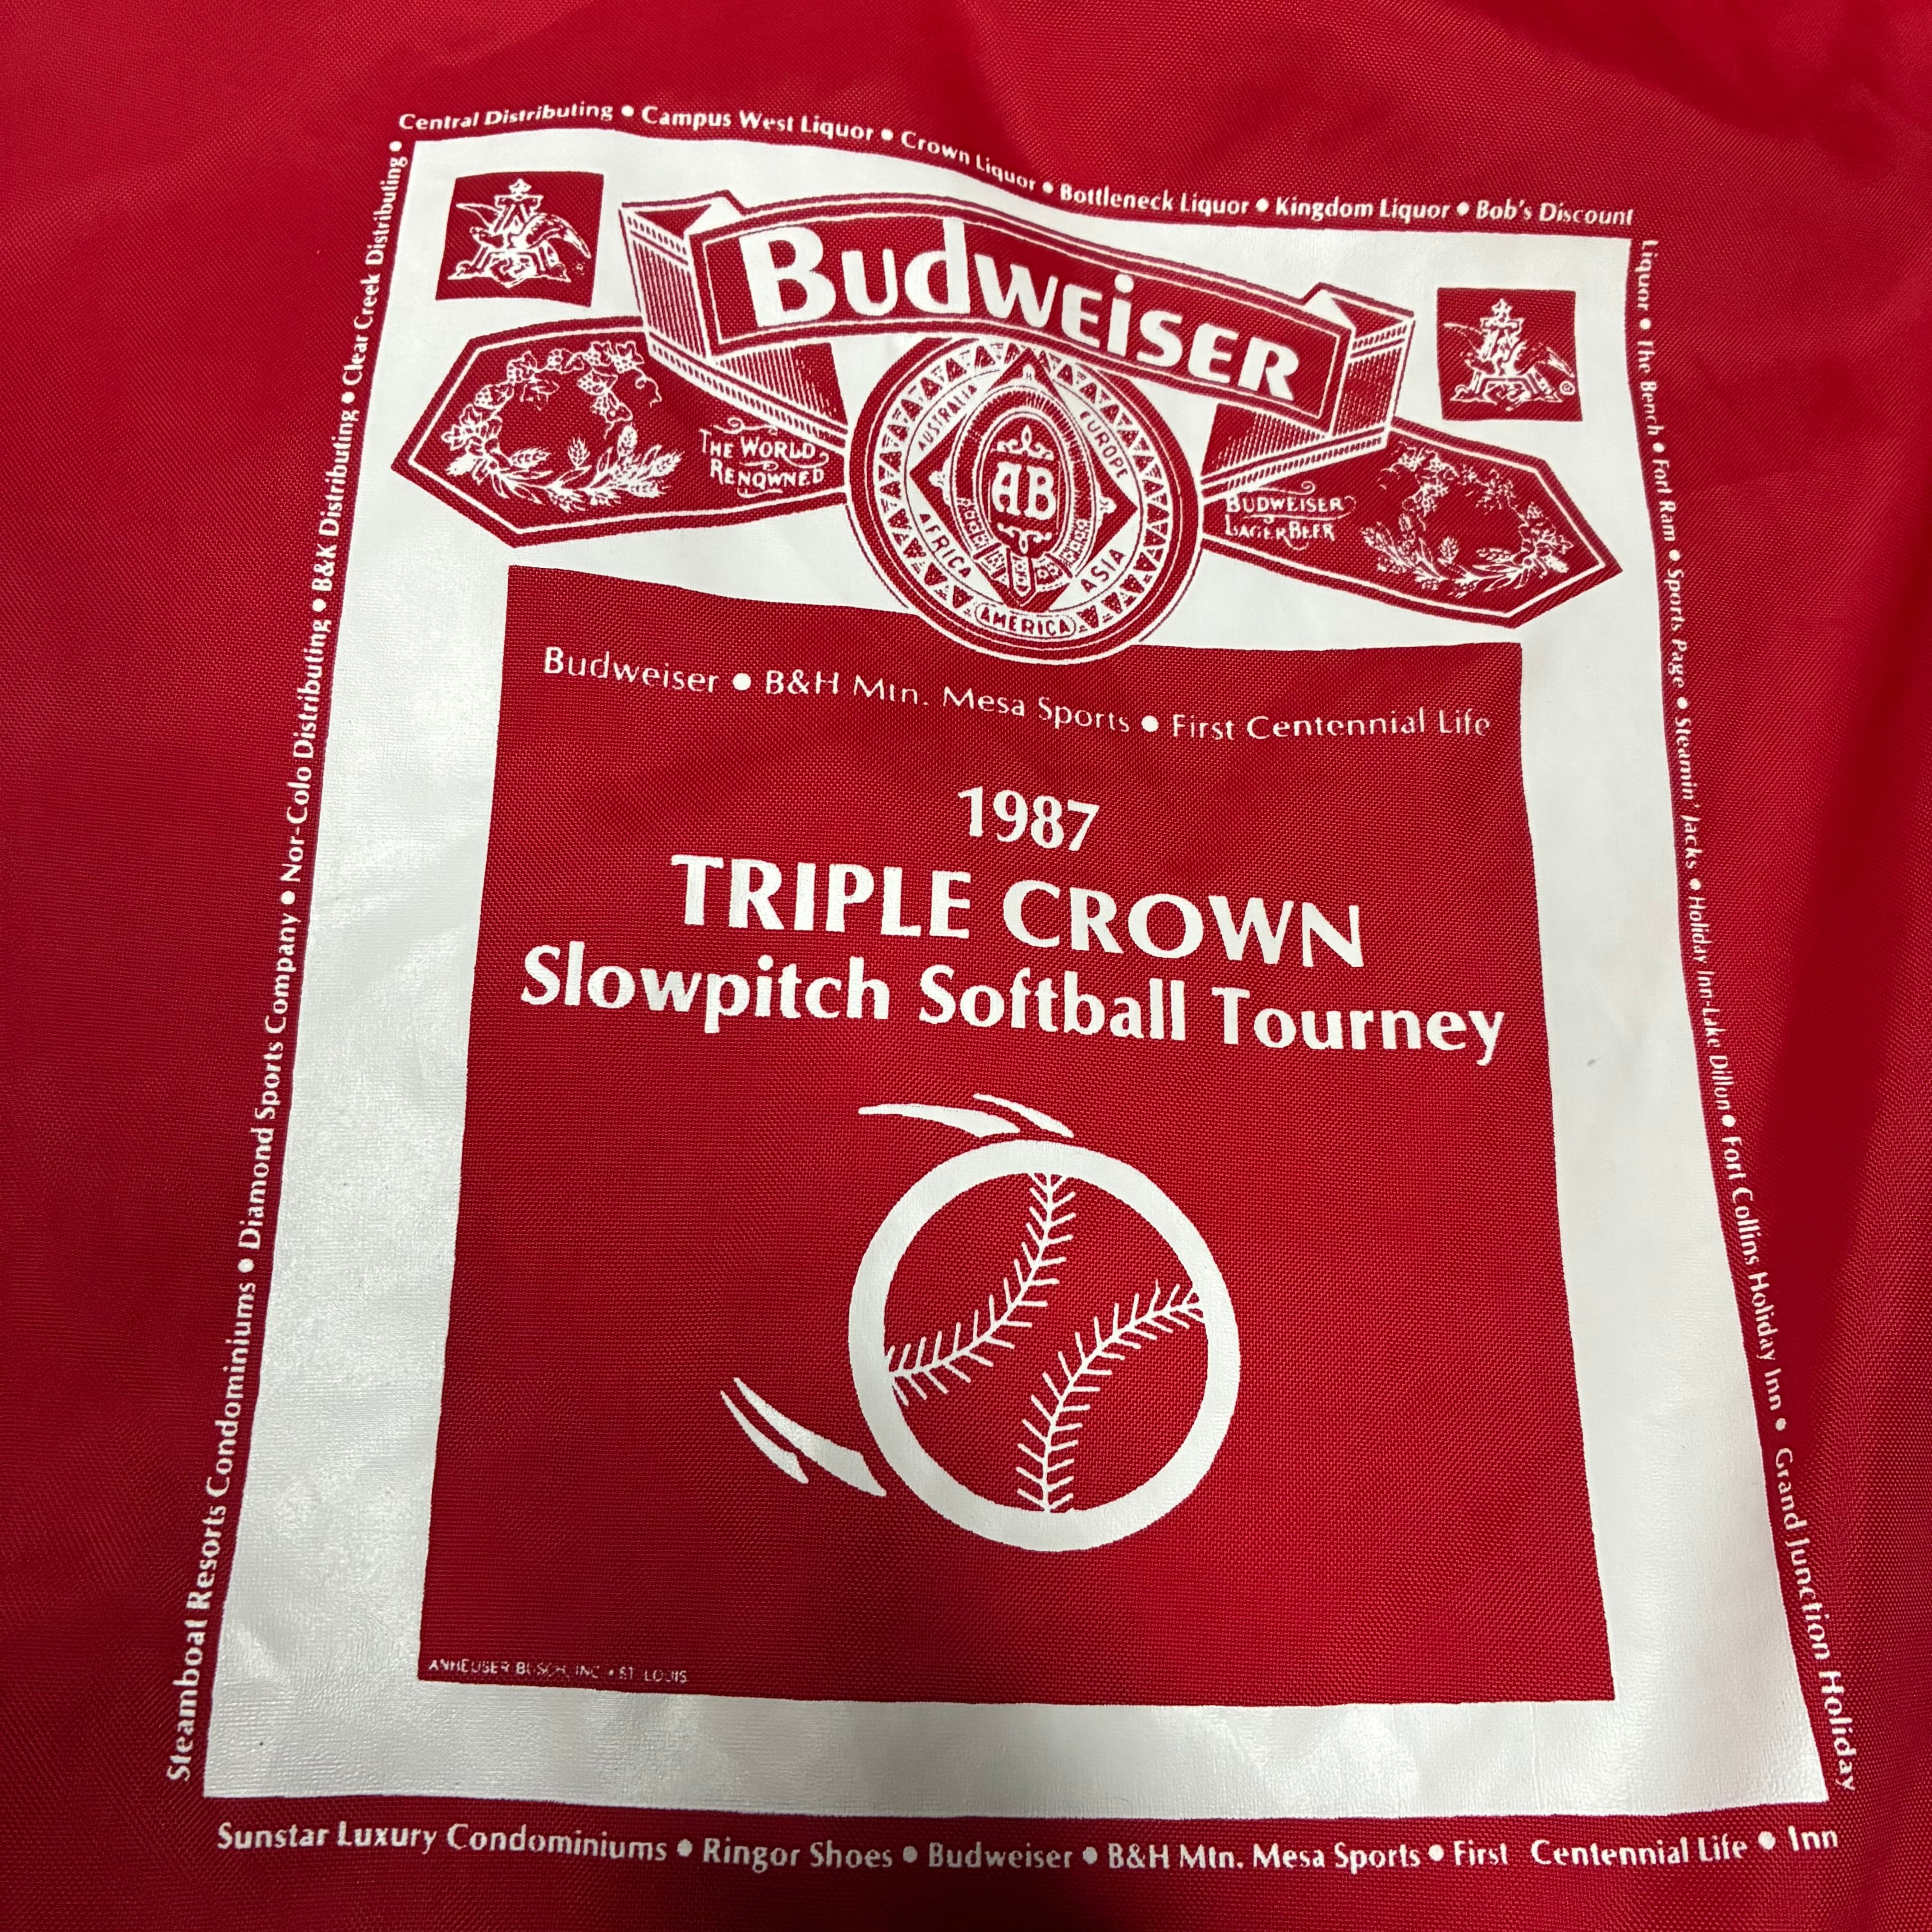 Central Distributing • Campus West Liquor • Crown Liquor • Bottleneck Liquor • Kingdom Liquor • Bob's Discount
Liquor • The Bench • Fort Ram • Sports Page • Steamin' Jacks • Holiday Inn-Lake Dillon • Fort Collins Holiday Inn • Grand Junction Holiday
Inn
Sunstar Luxury Condominiums • Ringor Shoes • Budweiser • B&H Mtn. Mesa Sports • First Centennial Life •
Steamboat Resorts Condominiums • Diamond Sports Company • Nor-Colo Distributing • B&K Distributing • Clear Creek Distributing •
Budweiser
THE WORLD
RENOWNED
AUSTRALIA
EUROPE
AB
AFRICA
ASIA
AMERICA
BUDWEISER
LAGER BEER
Budweiser • B&H Mtn. Mesa Sports • First Centennial Life
1987
TRIPLE CROWN
Slowpitch Softball Tourney
ANHEUSER BUSCH, INC. • ST. LOUIS